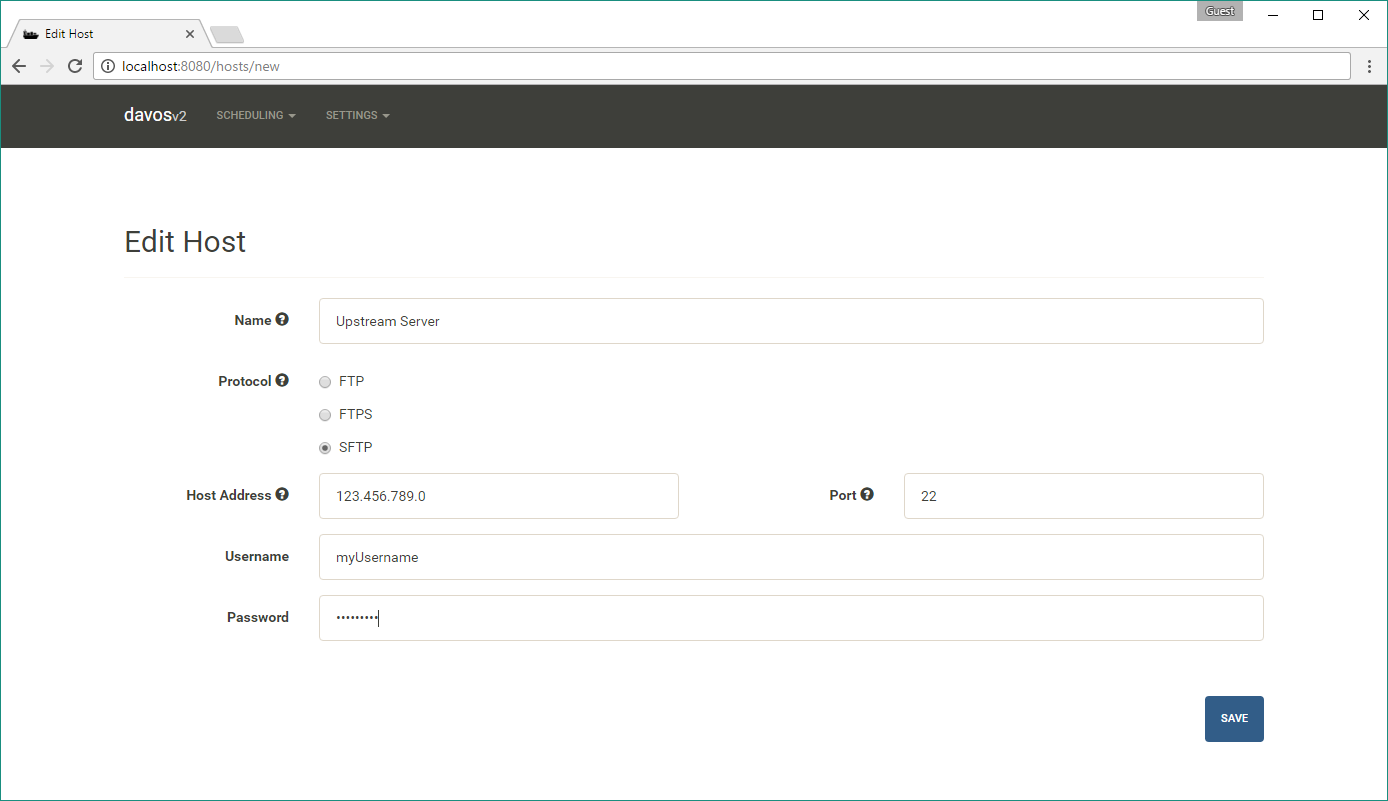 Guest
Edit Host
localhost:8080/hosts/new
davosv2 SCHEDULING SETTINGS
Edit Host
Name Upstream Server
Protocol FTP
FTPS
SFTP
Host Address 123.456.789.0 Port 22
Username myUsername
Password •••••••••
SAVE